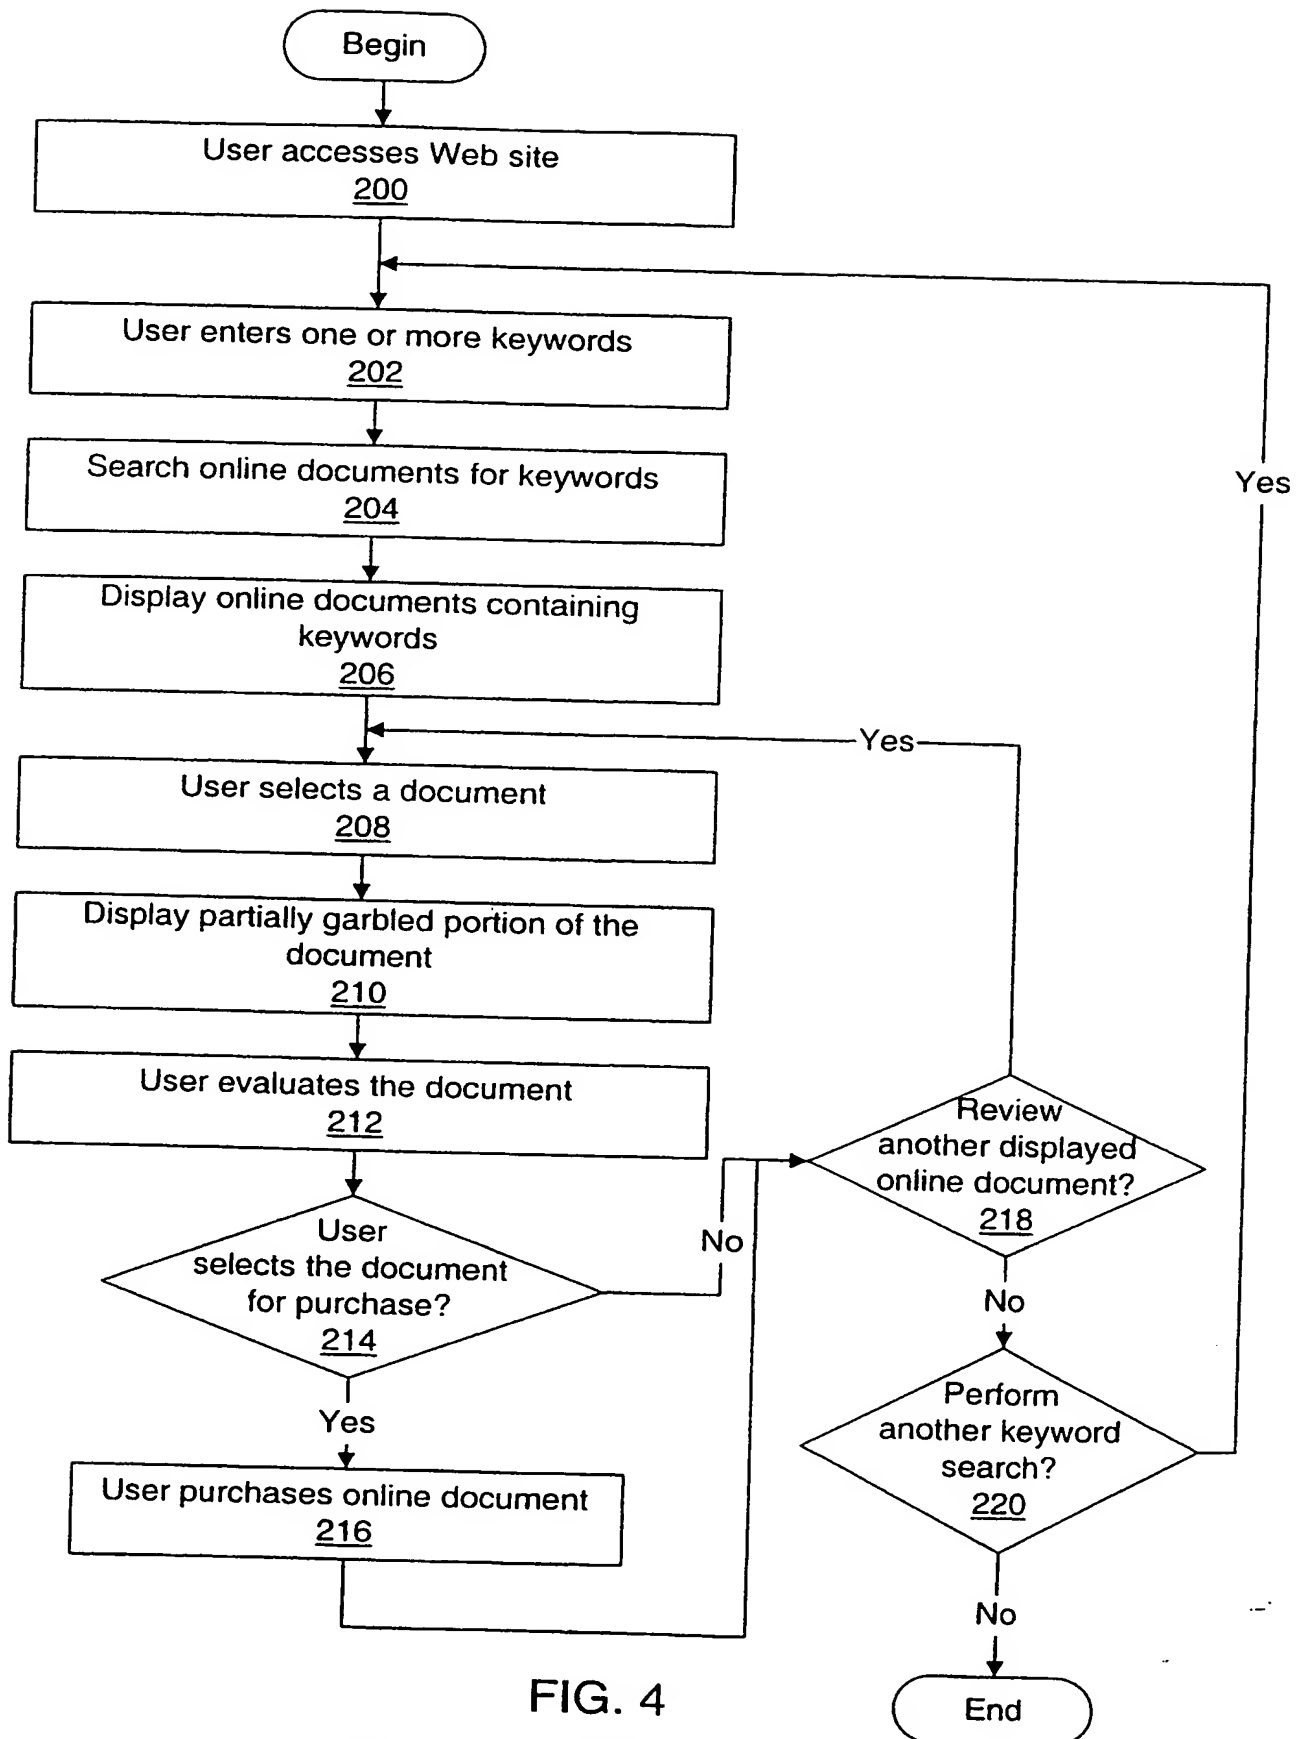 Begin
User accesses Web site
200
User enters one or more keywords
202
Search online documents for keywords
204
Yes
Display online documents containing
keywords
206
Yes
User selects a document
208
Display partially garbled portion of the
document
210
User evaluates the document
212
Review
another displayed
online document?
218
No
User
selects the document
for purchase?
214
No
Yes
Perform
another keyword
search?
220
User purchases online document
216
No
End
FIG. 4